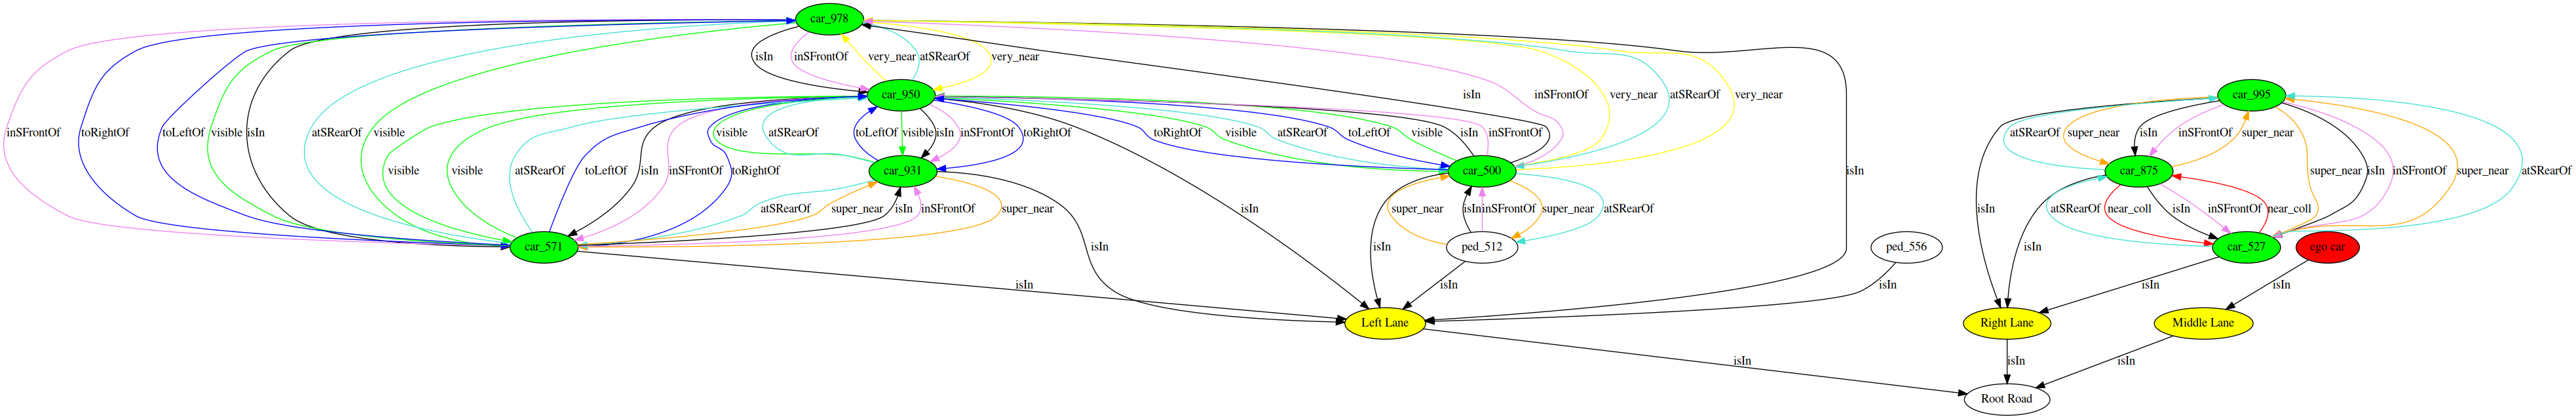 car_978
isIn inSFrontOf very_near atSRearOf very_near
car_950 isIn inSFrontOf very_near atSRearOf very_near car_995
inSFrontOf toRightOf toLeftOf visible isIn atSRearOf visible visible atSRearOf isIn inSFrontOf toRightOf toLeftOf visible isIn inSFrontOf toRightOf visible atSRearOf toLeftOf visible isIn inSFrontOf atSRearOf super_near isIn inSFrontOf super_near
visible visible atSRearOf toLeftOf isIn inSFrontOf toRightOf car_931 car_500 isIn car_875 super_near isIn inSFrontOf super_near atSRearOf
atSRearOf super_near isIn inSFrontOf super_near isIn super_near isIn inSFrontOf super_near atSRearOf isIn atSRearOf near_coll isIn inSFrontOf near_coll
car_571 isIn isIn ped_512 ped_556 isIn car_527 ego car
isIn isIn isIn isIn isIn
Left Lane Right Lane Middle Lane
isIn isIn isIn
Root Road